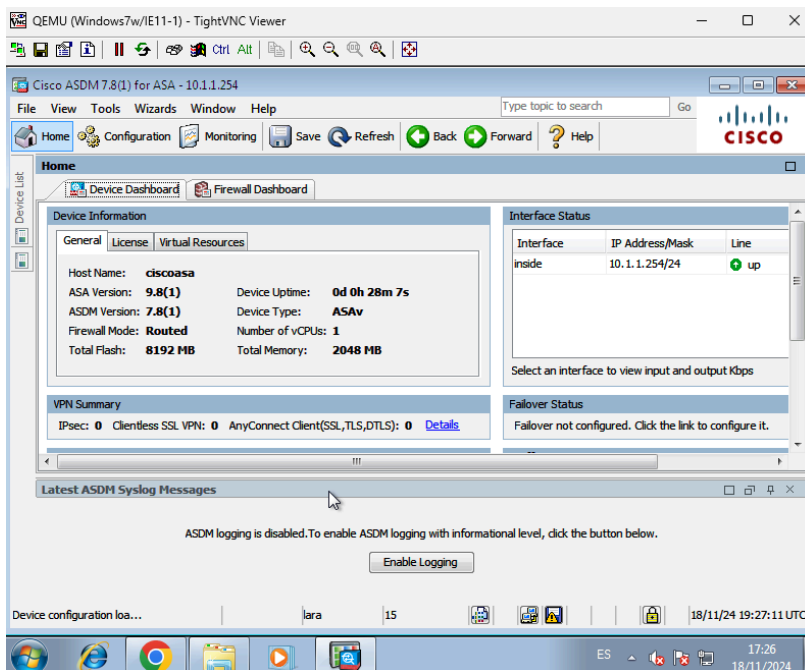 QEMU (Windows7w/IE11-1) - TightVNC Viewer
Ctrl Alt
Cisco ASDM 7.8(1) for ASA - 10.1.1.254
File View Tools Wizards Window Help
Type topic to search Go
Home Configuration Monitoring Save Refresh Back Forward Help
CISCO
Device List
Home
Device Dashboard Firewall Dashboard
Device Information
General License Virtual Resources
Host Name: ciscoasa
ASA Version: 9.8(1) Device Uptime: 0d 0h 28m 7s
ASDM Version: 7.8(1) Device Type: ASAv
Firewall Mode: Routed Number of vCPUs: 1
Total Flash: 8192 MB Total Memory: 2048 MB
Interface Status
Interface IP Address/Mask Line
inside 10.1.1.254/24 up
Select an interface to view input and output Kbps
VPN Summary
IPsec: 0 Clientless SSL VPN: 0 AnyConnect Client(SSL,TLS,DTLS): 0 Details
Failover Status
Failover not configured. Click the link to configure it.
Latest ASDM Syslog Messages
ASDM logging is disabled.To enable ASDM logging with informational level, click the button below.
Enable Logging
Device configuration loa... lara 15 18/11/24 19:27:11 UTC
ES 17:26
18/11/2024